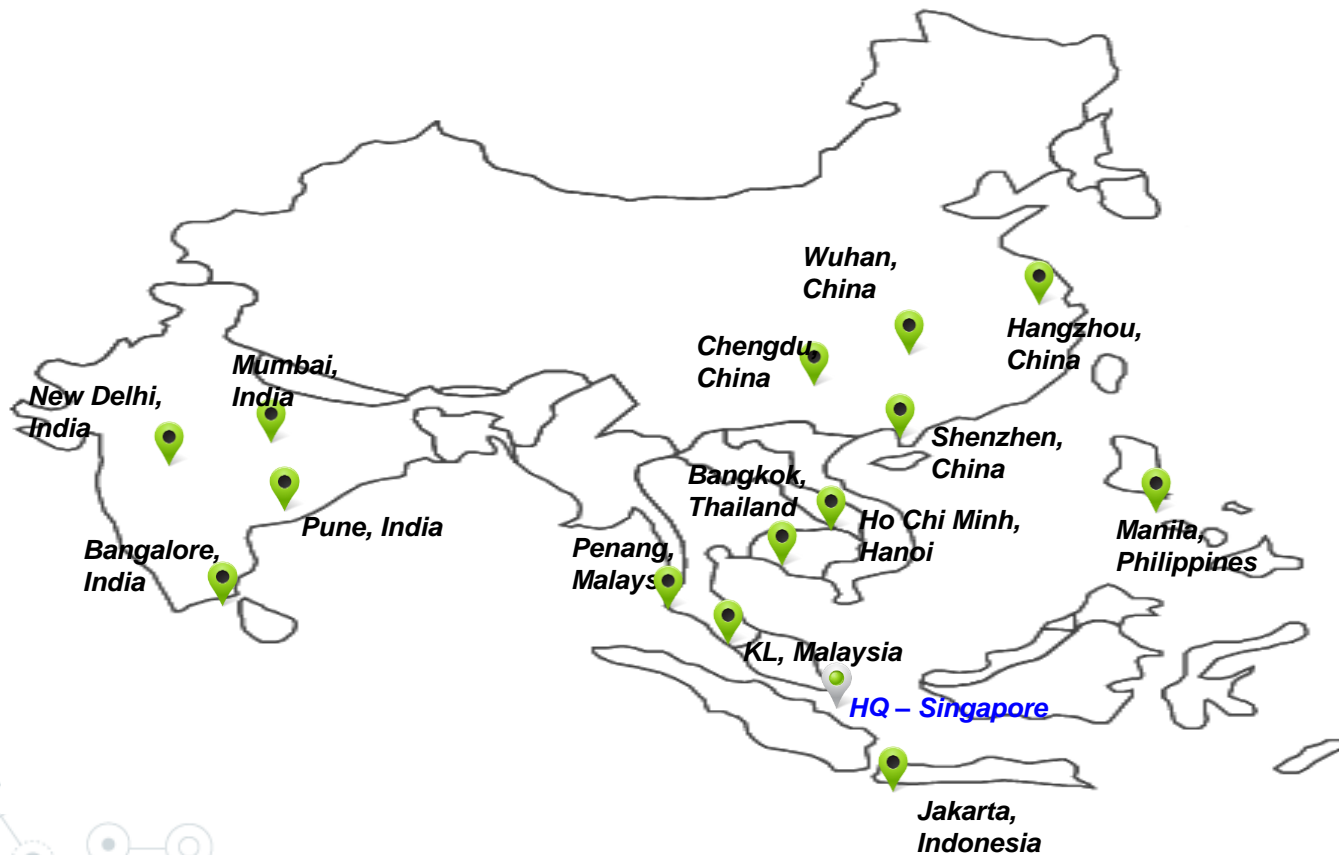 Wuhan,
China
Hangzhou,
China
Chengdu,
China
Mumbai,
India
New Delhi,
India
Shenzhen,
China
Bangkok,
Thailand
Pune, India
Ho Chi Minh,
Hanoi
Manila,
Philippines
Bangalore,
India
Penang,
Malays
KL, Malaysia
HQ – Singapore
Jakarta,
Indonesia